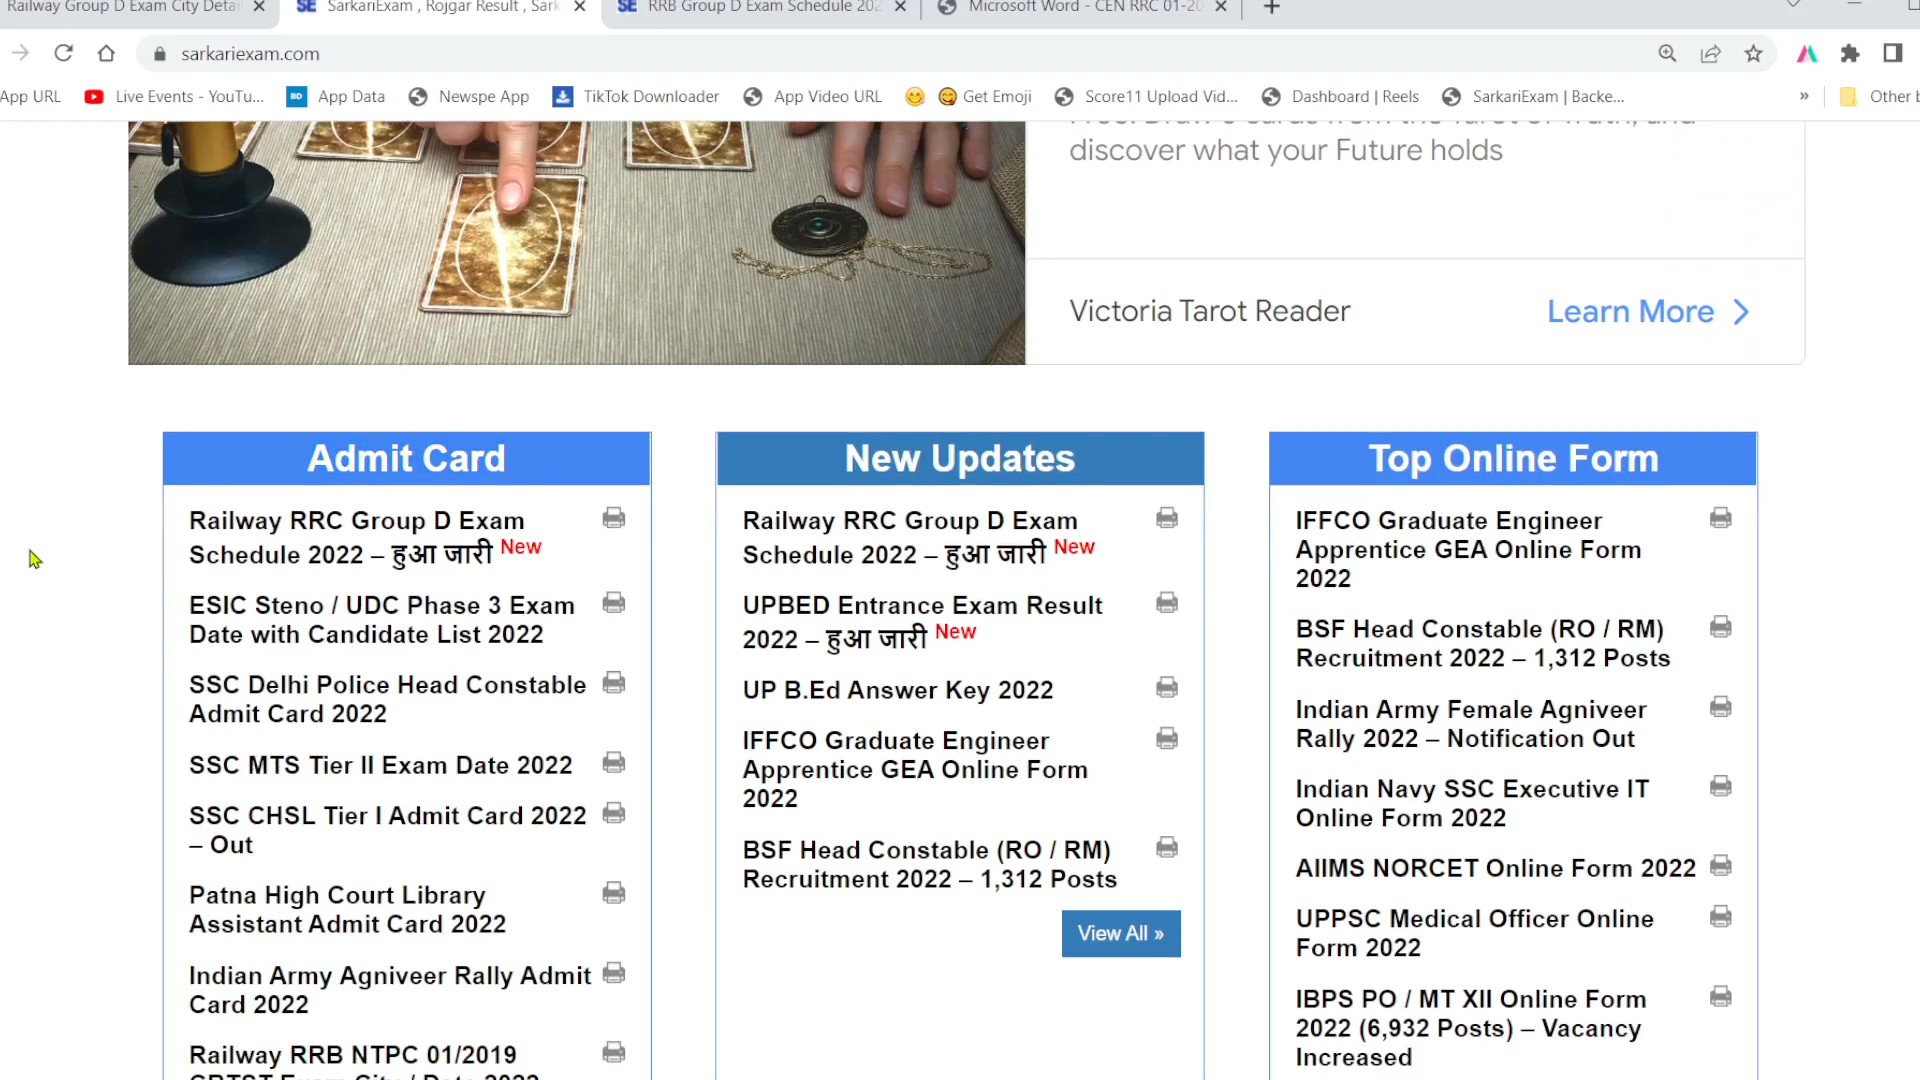 Railway Group D Exam City Detai
SarkariExam , Rojgar Result , Sark
RRB Group D Exam Schedule 202
Microsoft Word - CEN RRC 01-20
sarkariexam.com
App URL
Live Events - YouTu...
App Data
Newspe App
TikTok Downloader
App Video URL
Get Emoji
Score11 Upload Vid...
Dashboard | Reels
SarkariExam | Backe...
»
Other b
discover what your Future holds
Victoria Tarot Reader
Learn More
Admit Card
Railway RRC Group D Exam
Schedule 2022 – हुआ जारी New
ESIC Steno / UDC Phase 3 Exam
Date with Candidate List 2022
SSC Delhi Police Head Constable
Admit Card 2022
SSC MTS Tier II Exam Date 2022
SSC CHSL Tier I Admit Card 2022
– Out
Patna High Court Library
Assistant Admit Card 2022
Indian Army Agniveer Rally Admit
Card 2022
Railway RRB NTPC 01/2019
New Updates
Railway RRC Group D Exam
Schedule 2022 – हुआ जारी New
UPBED Entrance Exam Result
2022 – हुआ जारी New
UP B.Ed Answer Key 2022
IFFCO Graduate Engineer
Apprentice GEA Online Form
2022
BSF Head Constable (RO / RM)
Recruitment 2022 – 1,312 Posts
View All »
Top Online Form
IFFCO Graduate Engineer
Apprentice GEA Online Form
2022
BSF Head Constable (RO / RM)
Recruitment 2022 – 1,312 Posts
Indian Army Female Agniveer
Rally 2022 – Notification Out
Indian Navy SSC Executive IT
Online Form 2022
AIIMS NORCET Online Form 2022
UPPSC Medical Officer Online
Form 2022
IBPS PO / MT XII Online Form
2022 (6,932 Posts) – Vacancy
Increased